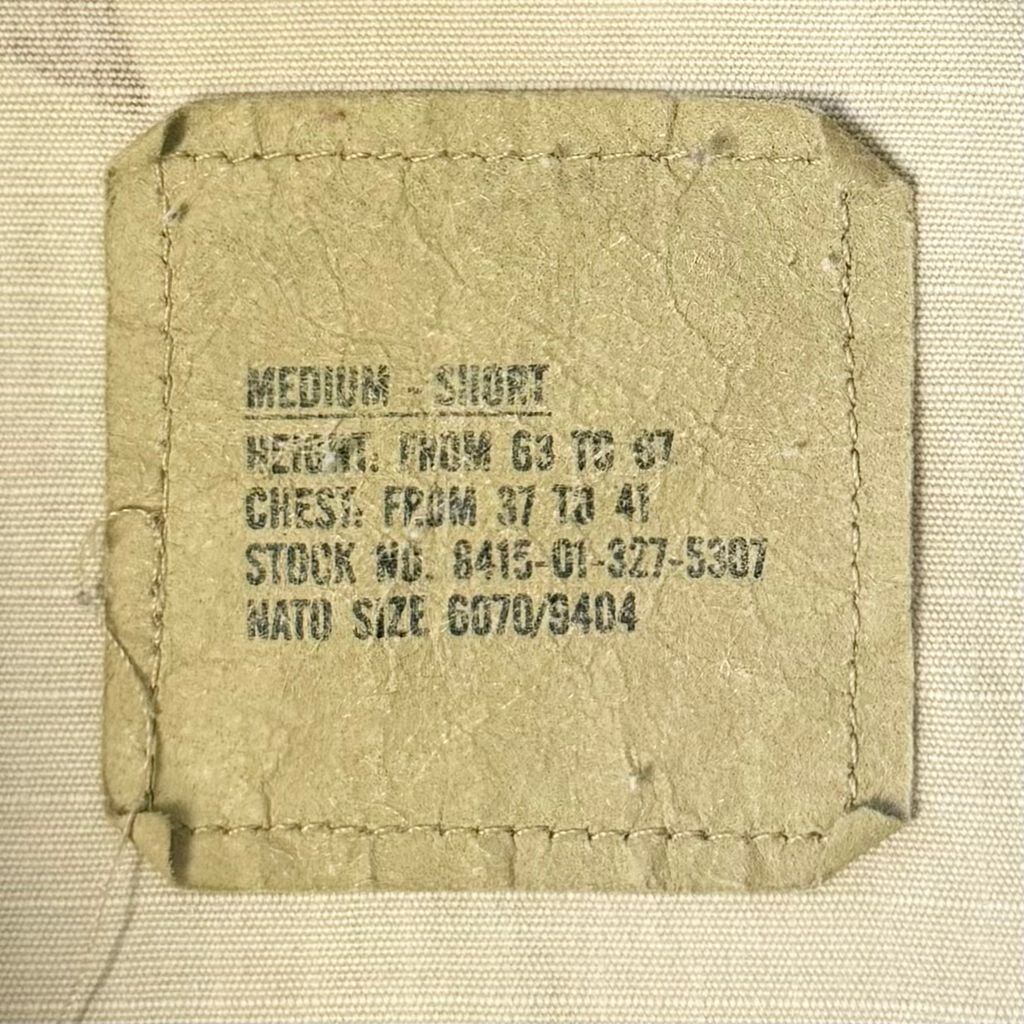 MEDIUM - SHORT
HEIGHT: FROM 63 TO 67
CHEST: FROM 37 TO 41
STOCK NO. 8415-01-327-5307
NATO SIZE 6070/9404